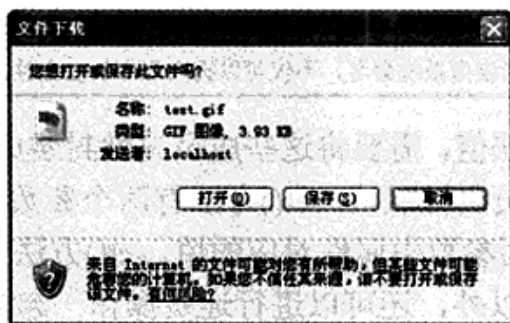 文件下载
您想打开或保存此文件吗?
名称: test.gif
类型: GIF 图像, 3.93 KB
发送者: localhost
打开(O) 保存(S) 取消
来自 Internet 的文件可能对您有所帮助，但某些文件可能
危害您的计算机。如果您不信任其来源，请不要打开或保存
该文件。有何风险?